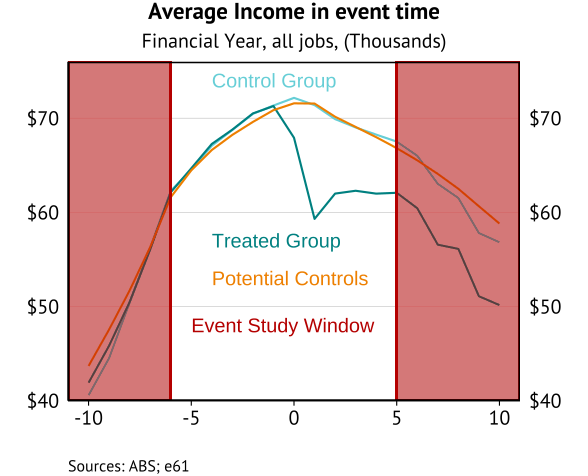 Average Income in event time
Financial Year, all jobs, (Thousands)
Control Group
$70
$70
$60
$60
Treated Group
Potential Controls
$50
$50
Event Study Window
$40
$40
-10
-5
0
5
10
Sources: ABS; e61